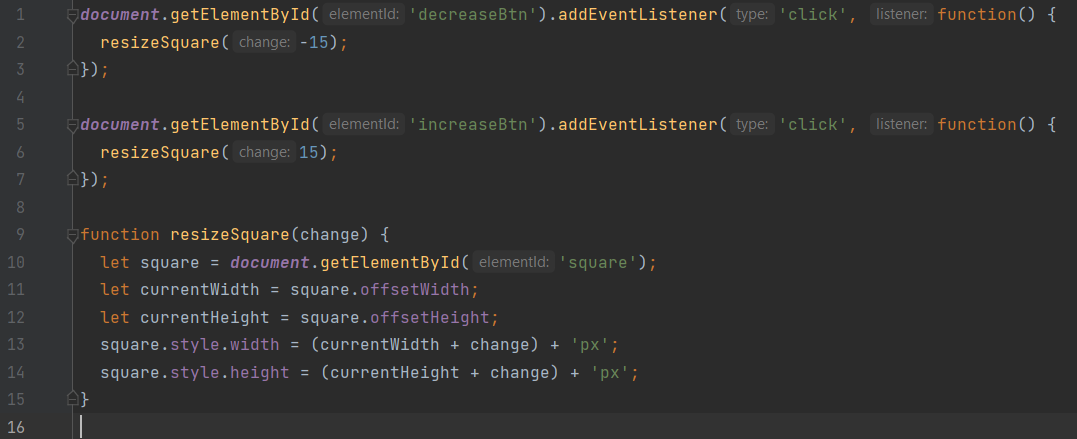 1 document.getElementById( elementId: 'decreaseBtn').addEventListener( type: 'click', listener: function() {
2   resizeSquare( change: -15);
3 });
4
5 document.getElementById( elementId: 'increaseBtn').addEventListener( type: 'click', listener: function() {
6   resizeSquare( change: 15);
7 });
8
9 function resizeSquare(change) {
10   let square = document.getElementById( elementId: 'square');
11   let currentWidth = square.offsetWidth;
12   let currentHeight = square.offsetHeight;
13   square.style.width = (currentWidth + change) + 'px';
14   square.style.height = (currentHeight + change) + 'px';
15 }
16